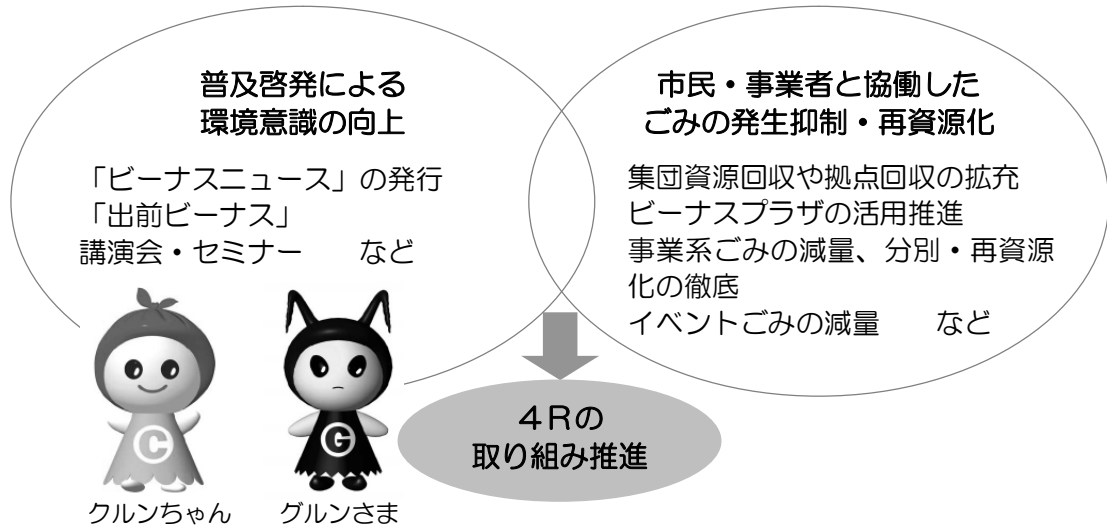 普及啓発による
環境意識の向上
「ビーナスニュース」の発行
「出前ビーナス」
講演会・セミナー　　など
市民・事業者と協働した
ごみの発生抑制・再資源化
集団資源回収や拠点回収の拡充
ビーナスプラザの活用推進
事業系ごみの減量、分別・再資源
化の徹底
イベントごみの減量　　など
４Ｒの
取り組み推進
C
G
クルンちゃん
グルンさま